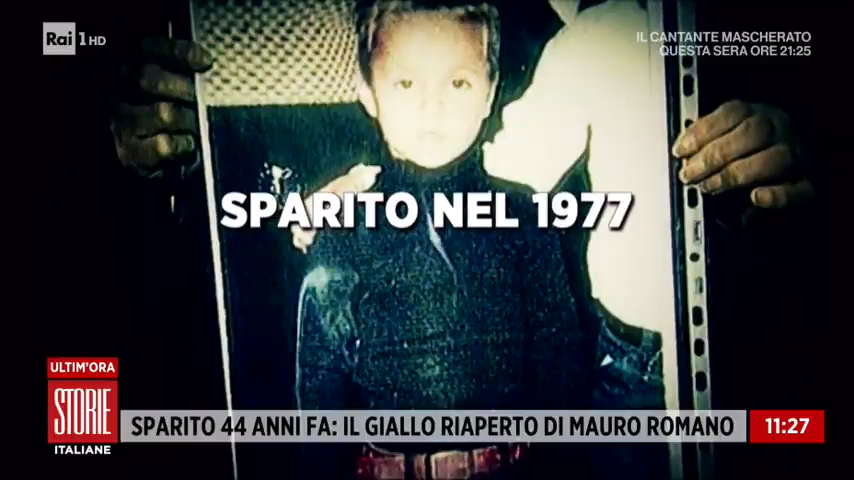 Rai 1 HD
IL CANTANTE MASCHERATO
QUESTA SERA ORE 21:25
SPARITO NEL 1977
ULTIM'ORA
STORIE
ITALIANE
SPARITO 44 ANNI FA: IL GIALLO RIAPERTO DI MAURO ROMANO
11:27